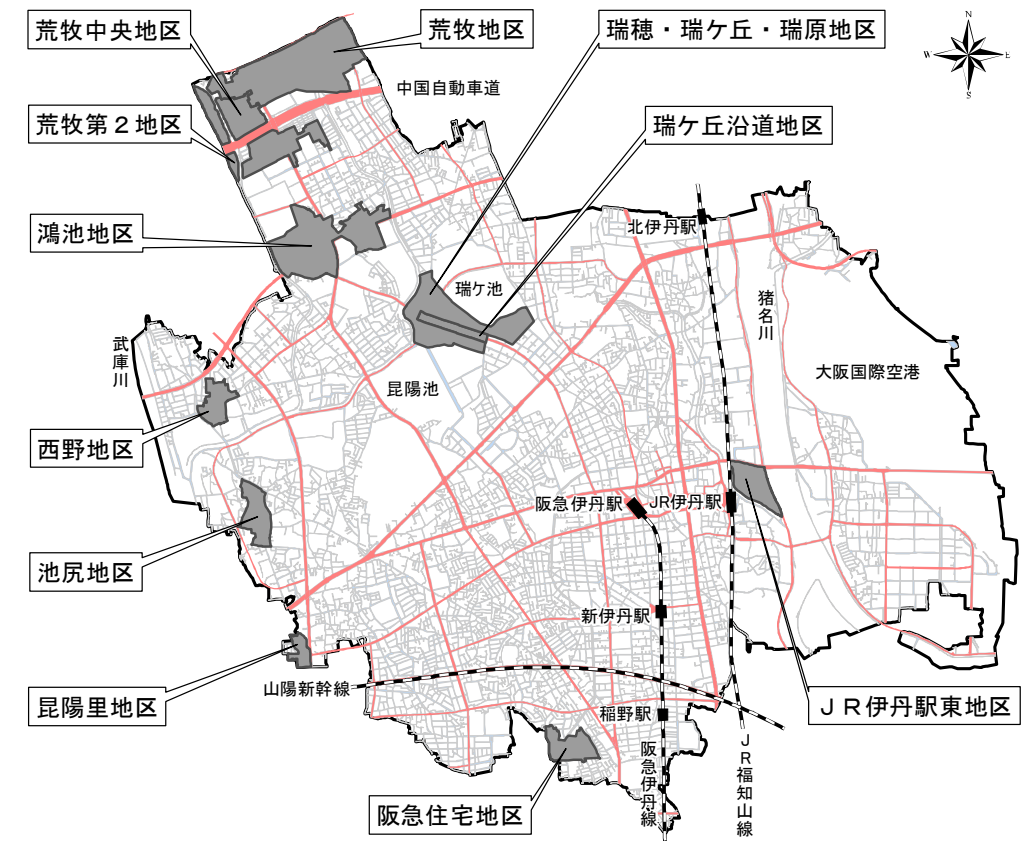 荒牧中央地区
荒牧地区
瑞穂・瑞ケ丘・瑞原地区
N
W
E
S
中国自動車道
荒牧第２地区
瑞ケ丘沿道地区
鴻池地区
北伊丹駅
瑞ケ池
猪名川
武庫川
昆陽池
大阪国際空港
西野地区
阪急伊丹駅
JR伊丹駅
池尻地区
新伊丹駅
山陽新幹線
昆陽里地区
稲野駅
ＪＲ伊丹駅東地区
阪急伊丹線
ＪＲ福知山線
阪急住宅地区